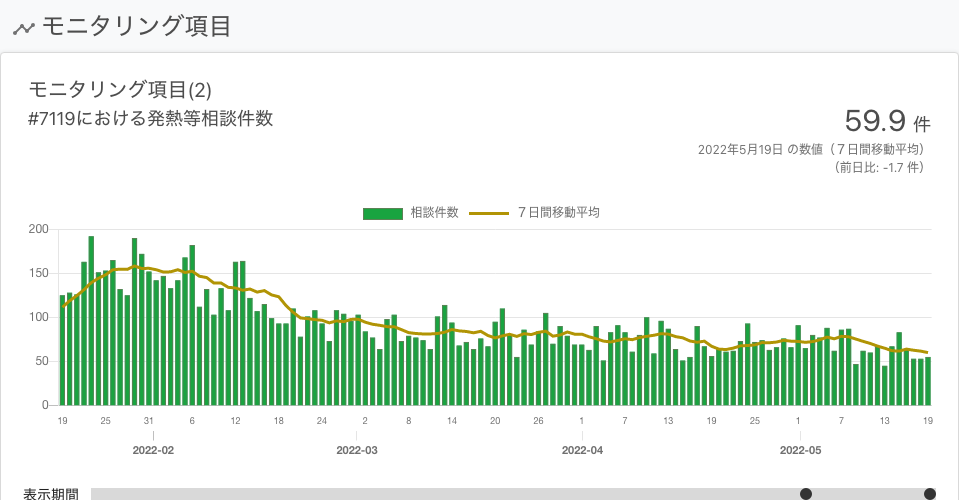 モニタリング項目
モニタリング項目(2)
#7119における発熱等相談件数
59.9 件
2022年5月19日 の数値（７日間移動平均）
（前日比: -1.7 件）
相談件数 ７日間移動平均
200
150
100
50
0
19 25 31 6 12 18 24 2 8 14 20 26 1 7 13 19 25 1 7 13 19
2022-02 2022-03 2022-04 2022-05
表示期間